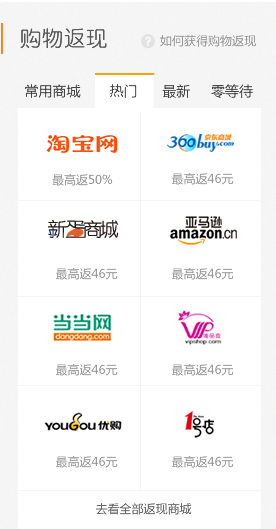 购物返现
? 如何获得购物返现
常用商城 热门 最新 零等待
淘宝网
最高返50%
京东商城
360buy.com
最高返46元
新蛋商城
最高返46元
亚马逊
amazon.cn
最高返46元
当当网
dangdang.com
最高返46元
VIP
唯品会
vipshop.com
最高返46元
YOUGOU 优购
最高返46元
1号店
最高返46元
去看全部返现商城